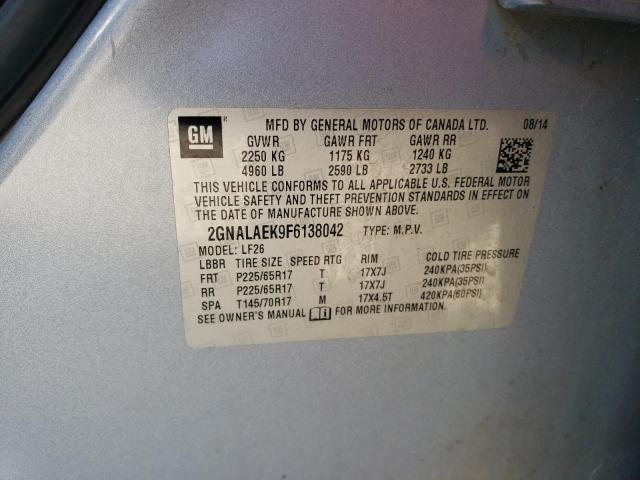 GM ® MFD BY GENERAL MOTORS OF CANADA LTD. 08/14
GVWR GAWR FRT GAWR RR
2250 KG 1175 KG 1240 KG
4960 LB 2590 LB 2733 LB
THIS VEHICLE CONFORMS TO ALL APPLICABLE U.S. FEDERAL MOTOR
VEHICLE SAFETY AND THEFT PREVENTION STANDARDS IN EFFECT ON
THE DATE OF MANUFACTURE SHOWN ABOVE.
2GNALAEK9F6138042 TYPE: M.P.V.
MODEL: LF26
LBBR TIRE SIZE SPEED RTG RIM COLD TIRE PRESSURE
FRT P225/65R17 T 17X7J 240KPA(35PSI)
RR P225/65R17 T 17X7J 240KPA(35PSI)
SPA T145/70R17 M 17X4.5T 420KPA(60PSI)
SEE OWNER'S MANUAL FOR MORE INFORMATION.